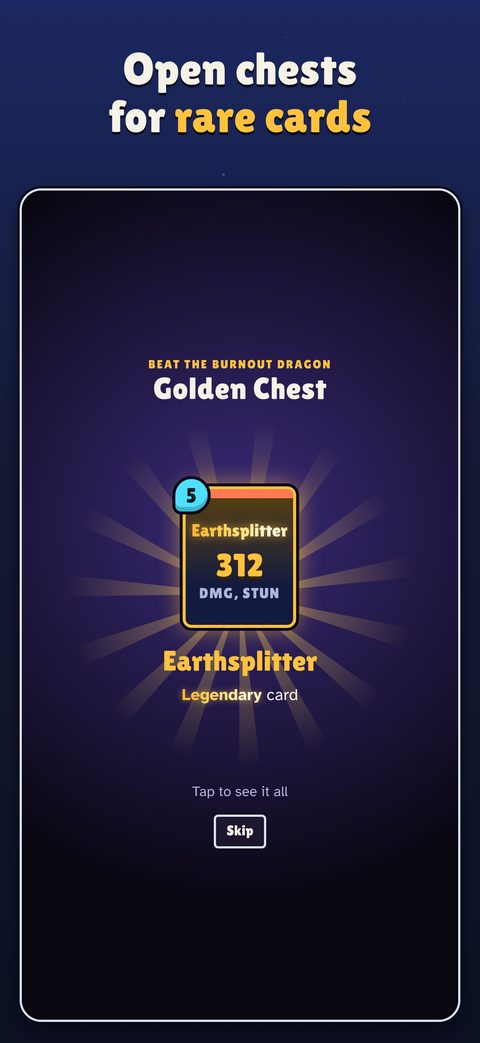 Open chests
for rare cards
BEAT THE BURNOUT DRAGON
Golden Chest
5
Earthsplitter
312
DMG, STUN
Earthsplitter
Legendary card
Tap to see it all
Skip